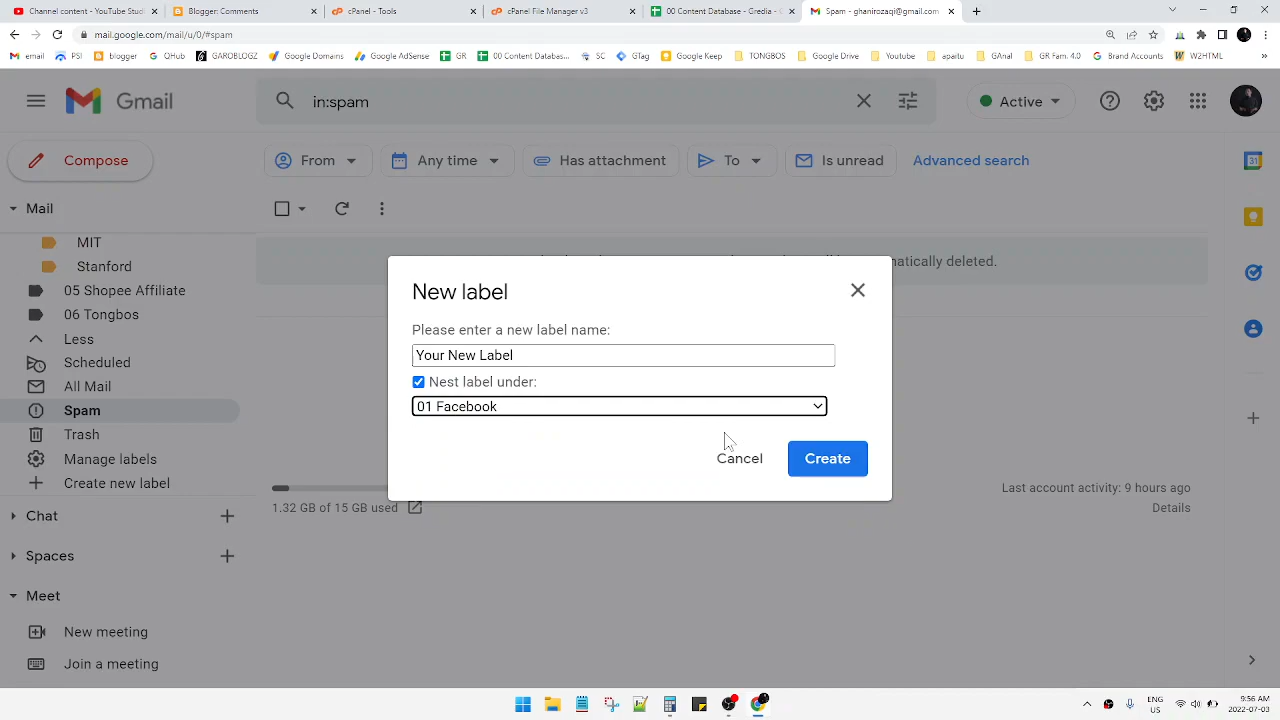 Channel content - YouTube Studio
Blogger: Comments
cPanel - Tools
cPanel File Manager v3
00 Content Database - Gredia - G
Spam - ghanirozaqi@gmail.com
mail.google.com/mail/u/0/#spam
email
PSI
blogger
QHub
GAROBLOGZ
Google Domains
Google AdSense
GR
00 Content Databas...
SC
GTag
Google Keep
TONGBOS
Google Drive
Youtube
apaitu
GAnal
GR Fam. 4.0
Brand Accounts
W2HTML
Gmail
in:spam
Active
Compose
From
Any time
Has attachment
To
Is unread
Advanced search
31
Mail
MIT
Stanford
05 Shopee Affiliate
06 Tongbos
Less
Scheduled
All Mail
Spam
Trash
Manage labels
Create new label
Chat
Spaces
Meet
New meeting
Join a meeting
matically deleted.
New label
Please enter a new label name:
Your New Label
Nest label under:
01 Facebook
Cancel
Create
1.32 GB of 15 GB used
Last account activity: 9 hours ago
Details
ENG
US
9:56 AM
2022-07-03